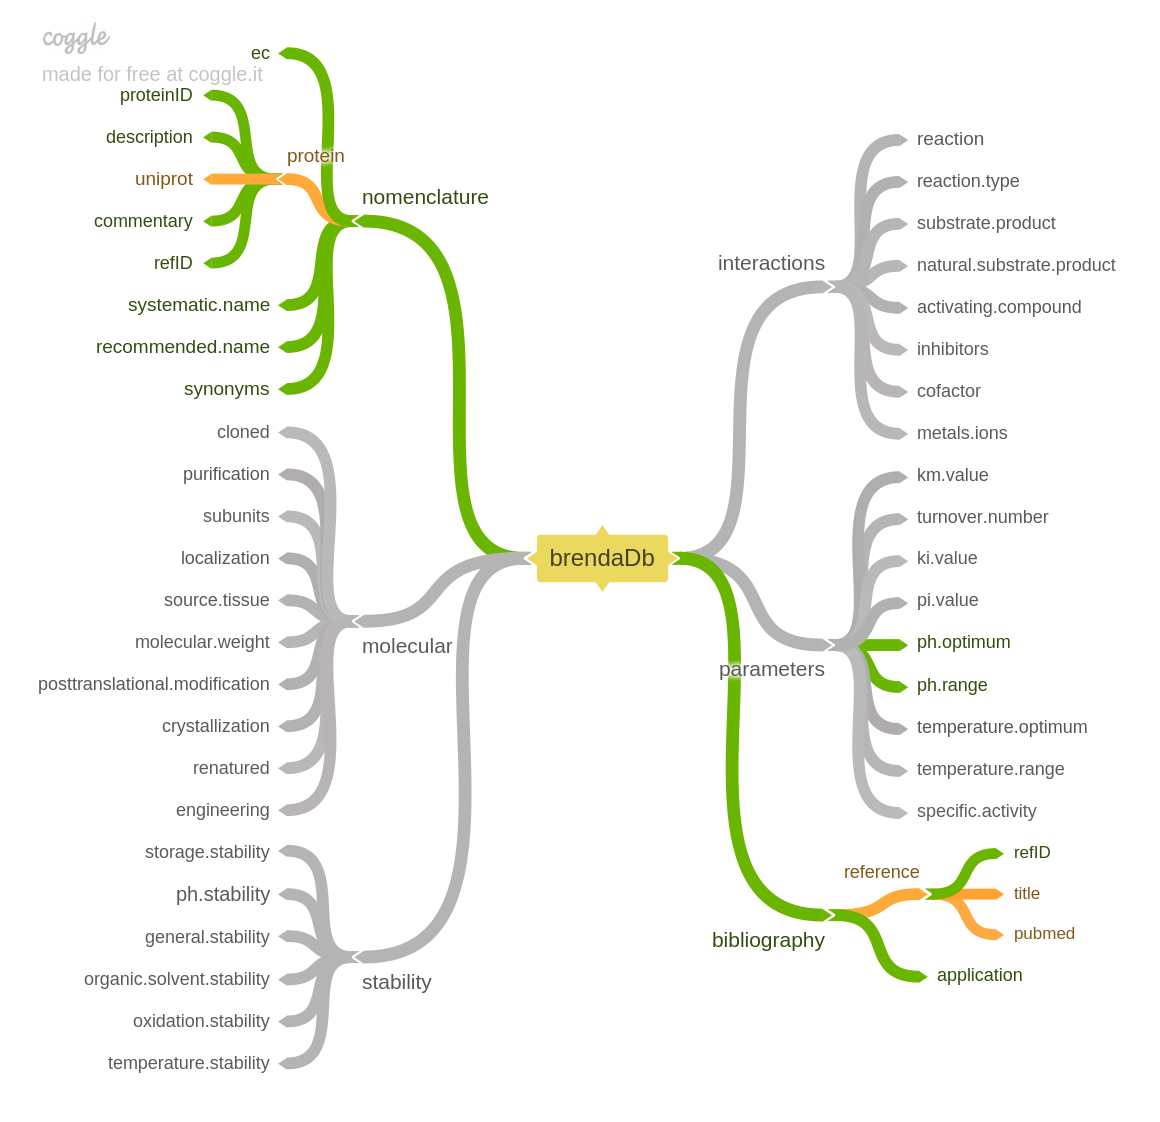 coggle
made for free at coggle.it
ec
proteinID
description
protein
uniprot
nomenclature
commentary
refID
systematic.name
recommended.name
synonyms
cloned
purification
subunits
localization
source.tissue
molecular.weight
molecular
posttranslational.modification
crystallization
renatured
engineering
storage.stability
ph.stability
general.stability
organic.solvent.stability
stability
oxidation.stability
temperature.stability
brendaDb
reaction
reaction.type
substrate.product
interactions
natural.substrate.product
activating.compound
inhibitors
cofactor
metals.ions
km.value
turnover.number
ki.value
pi.value
ph.optimum
parameters
ph.range
temperature.optimum
temperature.range
specific.activity
refID
reference
title
pubmed
bibliography
application